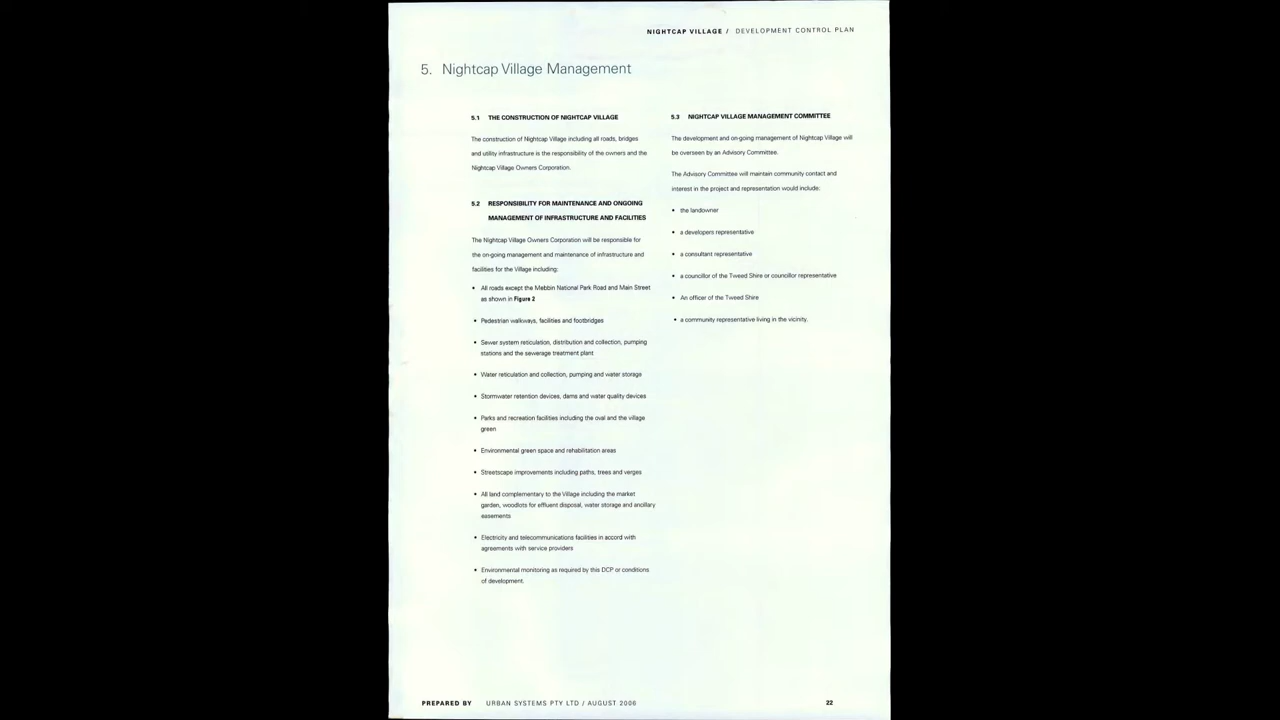 NIGHTCAP VILLAGE / DEVELOPMENT CONTROL PLAN
5. Nightcap Village Management
5.1 THE CONSTRUCTION OF NIGHTCAP VILLAGE
The construction of Nightcap Village including all roads, bridges
and utility infrastructure is the responsibility of the owners and the
Nightcap Village Owners Corporation.
5.2 RESPONSIBILITY FOR MAINTENANCE AND ONGOING
MANAGEMENT OF INFRASTRUCTURE AND FACILITIES
The Nightcap Village Owners Corporation will be responsible for
the on-going management and maintenance of infrastructure and
facilities for the Village including:
• All roads except the Mebbin National Park Road and Main Street
as shown in Figure 2
• Pedestrian walkways, facilities and footbridges
• Sewer system reticulation, distribution and collection, pumping
stations and the sewerage treatment plant
• Water reticulation and collection, pumping and water storage
• Stormwater retention devices, dams and water quality devices
• Parks and recreation facilities including the oval and the village
green
• Environmental green space and rehabilitation areas
• Streetscape improvements including paths, trees and verges
• All land complementary to the Village including the market
garden, woodlots for effluent disposal, water storage and ancillary
easements
• Electricity and telecommunications facilities in accord with
agreements with service providers
• Environmental monitoring as required by this DCP or conditions
of development.
5.3 NIGHTCAP VILLAGE MANAGEMENT COMMITTEE
The development and on-going management of Nightcap Village will
be overseen by an Advisory Committee.
The Advisory Committee will maintain community contact and
interest in the project and representation would include:
• the landowner
• a developers representative
• a consultant representative
• a councillor of the Tweed Shire or councillor representative
• An officer of the Tweed Shire
• a community representative living in the vicinity.
PREPARED BY URBAN SYSTEMS PTY LTD / AUGUST 2006
22